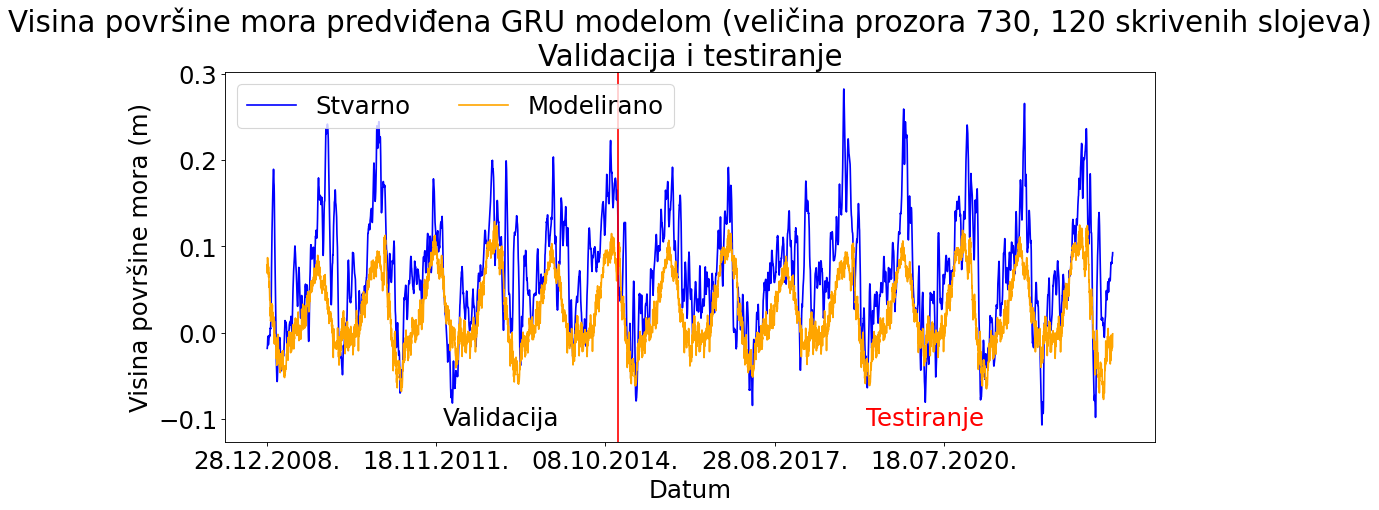 Visina površine mora predviđena GRU modelom (veličina prozora 730, 120 skrivenih slojeva)
Validacija i testiranje
Stvarno
Modelirano
Visina površine mora (m)
0.3
0.2
0.1
0.0
−0.1
Validacija
Testiranje
28.12.2008.
18.11.2011.
08.10.2014.
28.08.2017.
18.07.2020.
Datum